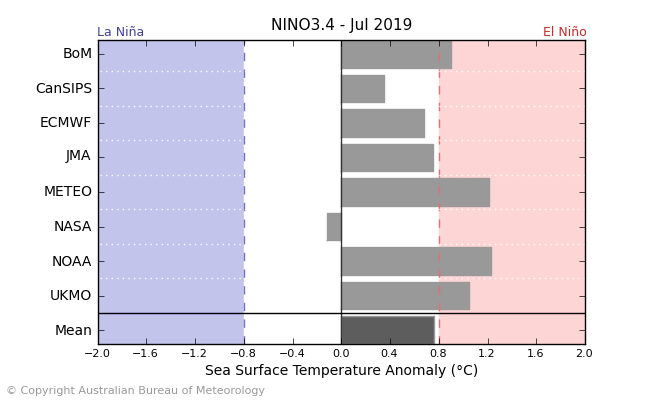 NINO3.4 - Jul 2019
La Niña
El Niño
BoM
CanSIPS
ECMWF
JMA
METEO
NASA
NOAA
UKMO
Mean
−2.0 −1.6 −1.2 −0.8 −0.4 0.0 0.4 0.8 1.2 1.6 2.0
Sea Surface Temperature Anomaly (°C)
© Copyright Australian Bureau of Meteorology